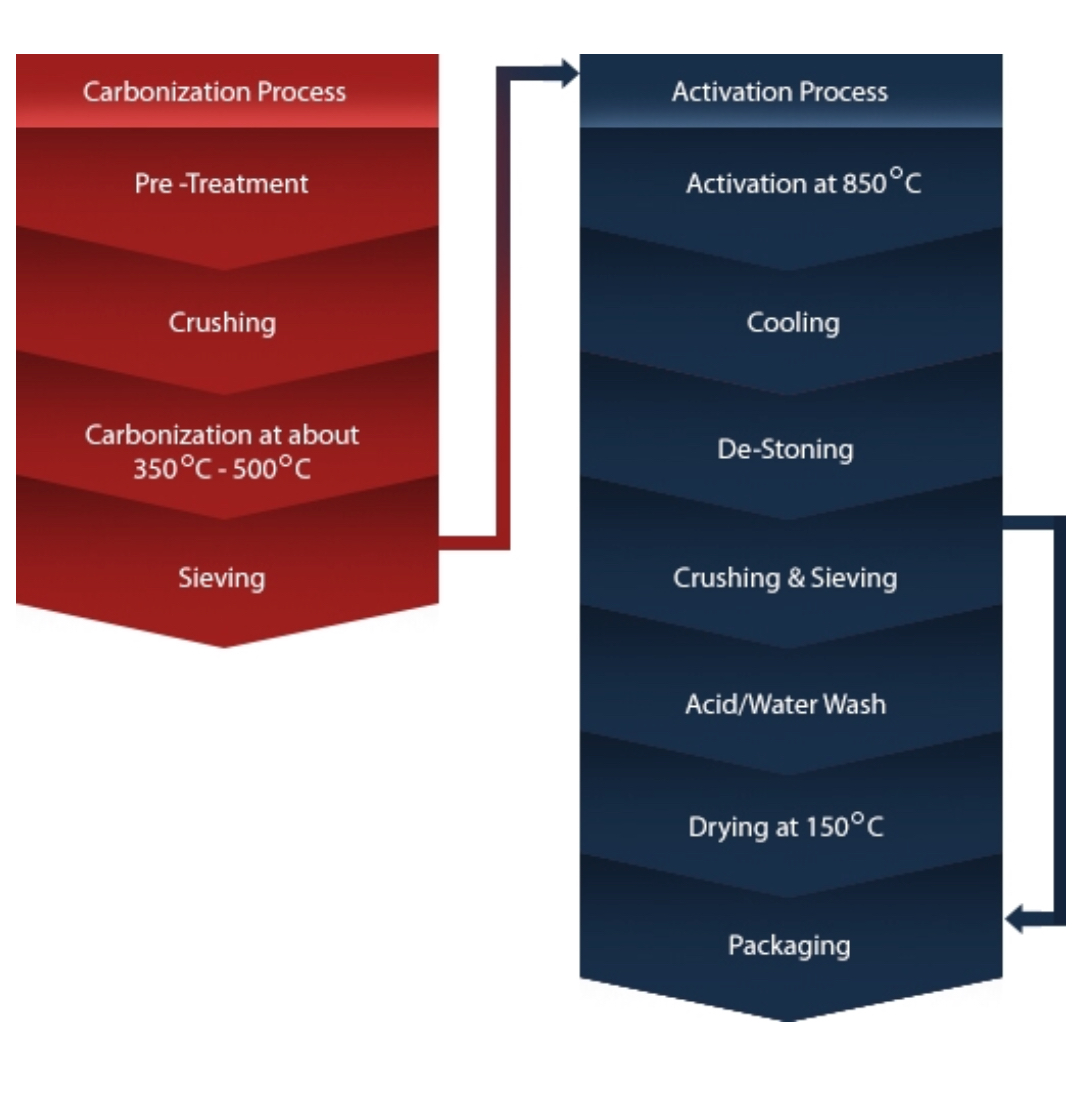 Carbonization Process
Pre -Treatment
Crushing
Carbonization at about
350°C - 500°C
Sieving
Activation Process
Activation at 850°C
Cooling
De-Stoning
Crushing & Sieving
Acid/Water Wash
Drying at 150°C
Packaging